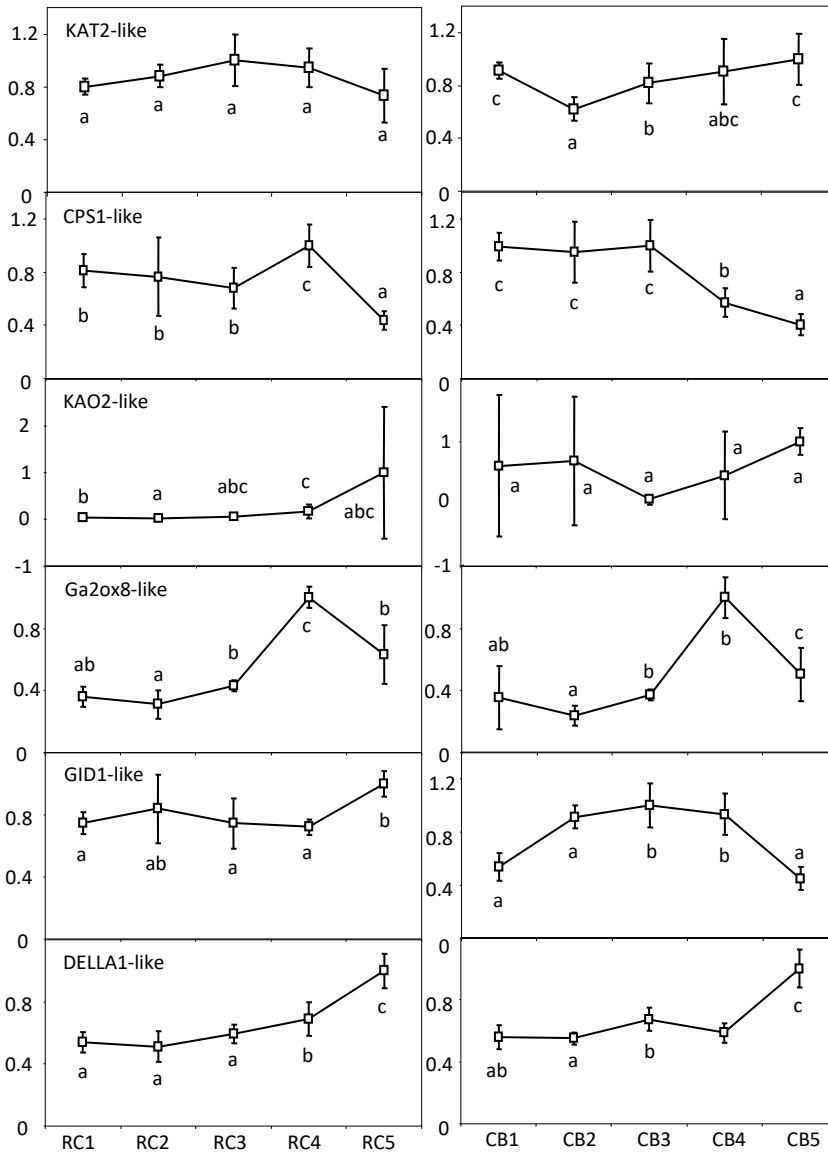 KAT2-like
1.2
0.8
0.4
0
a a a a a
1.2
0.8
0.4
0
c a b abc c
CPS1-like
1.2
0.8
0.4
0
b b b c a
1.2
0.8
0.4
0
c c c b a
KAO2-like
2
1
0
-1
b a abc c abc
1
0
-1
a a a a a
Ga2ox8-like
0.8
0.4
0
ab a b c b
0.8
0.4
0
ab a b b c
GID1-like
0.8
0.4
0
a ab a a b
1.2
0.8
0.4
0
a a b b a
DELLA1-like
0.8
0.4
0
a a a b c
0.8
0.4
0
ab a b c
RC1 RC2 RC3 RC4 RC5
CB1 CB2 CB3 CB4 CB5